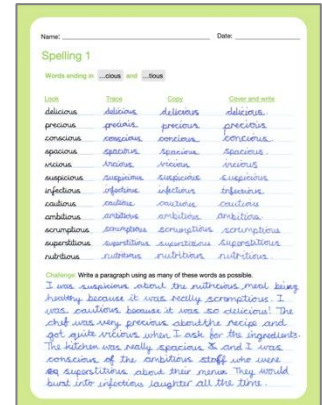 Name: Date:
Spelling 1
Words ending in ...cious and ...tious
Look Trace Copy Cover and write
delicious delicious delicious delicious
precious precious precious precious
conscious conscious concious concious
spacious spacious spacious spacious
vicious vicious vicious vicious
suspicious suspicious suspicious suspicious
infectious infectious infectious infectious
cautious cautious cautious cautious
ambitious ambitious ambitious ambitious
scrumptious scrumptious scrumptious scrumptious
superstitious superstitious superstitious superstitious
nutritious nutritious nutrition nutrition
Challenge: Write a paragraph using as many of these words as possible.
I was suspicious about the nutricious meal being
healthy because it was really scromptious. I
was cautious because it was so delicious! The
chef was very precious about the recipe and
got quite vicious when I ask for the ingredients.
The kitchen was really spacious & and I was
conscious of the ambitious staff who were
superstitious about their menu. They would
burst into infectious laughter all the time.